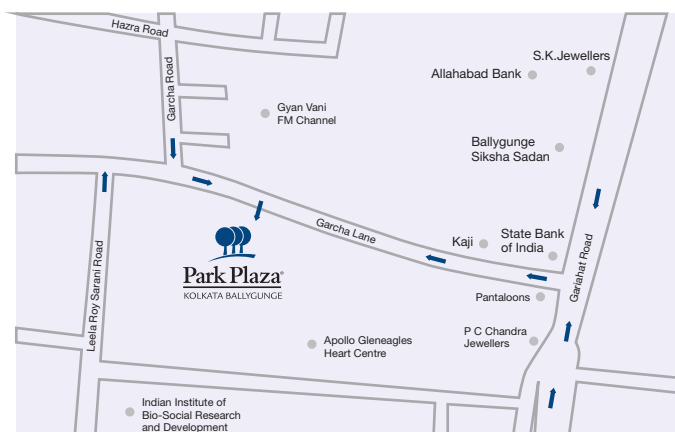 Hazra Road
Garcha Road
S.K.Jewellers
Allahabad Bank
Gyan Vani
FM Channel
Ballygunge
Siksha Sadan
Garcha Lane
Kaji
State Bank
of India
Gariahat Road
Park Plaza®
KOLKATA BALLYGUNGE
Pantaloons
Leela Roy Sarani Road
P C Chandra
Jewellers
Apollo Gleneagles
Heart Centre
Indian Institute of
Bio-Social Research
and Development